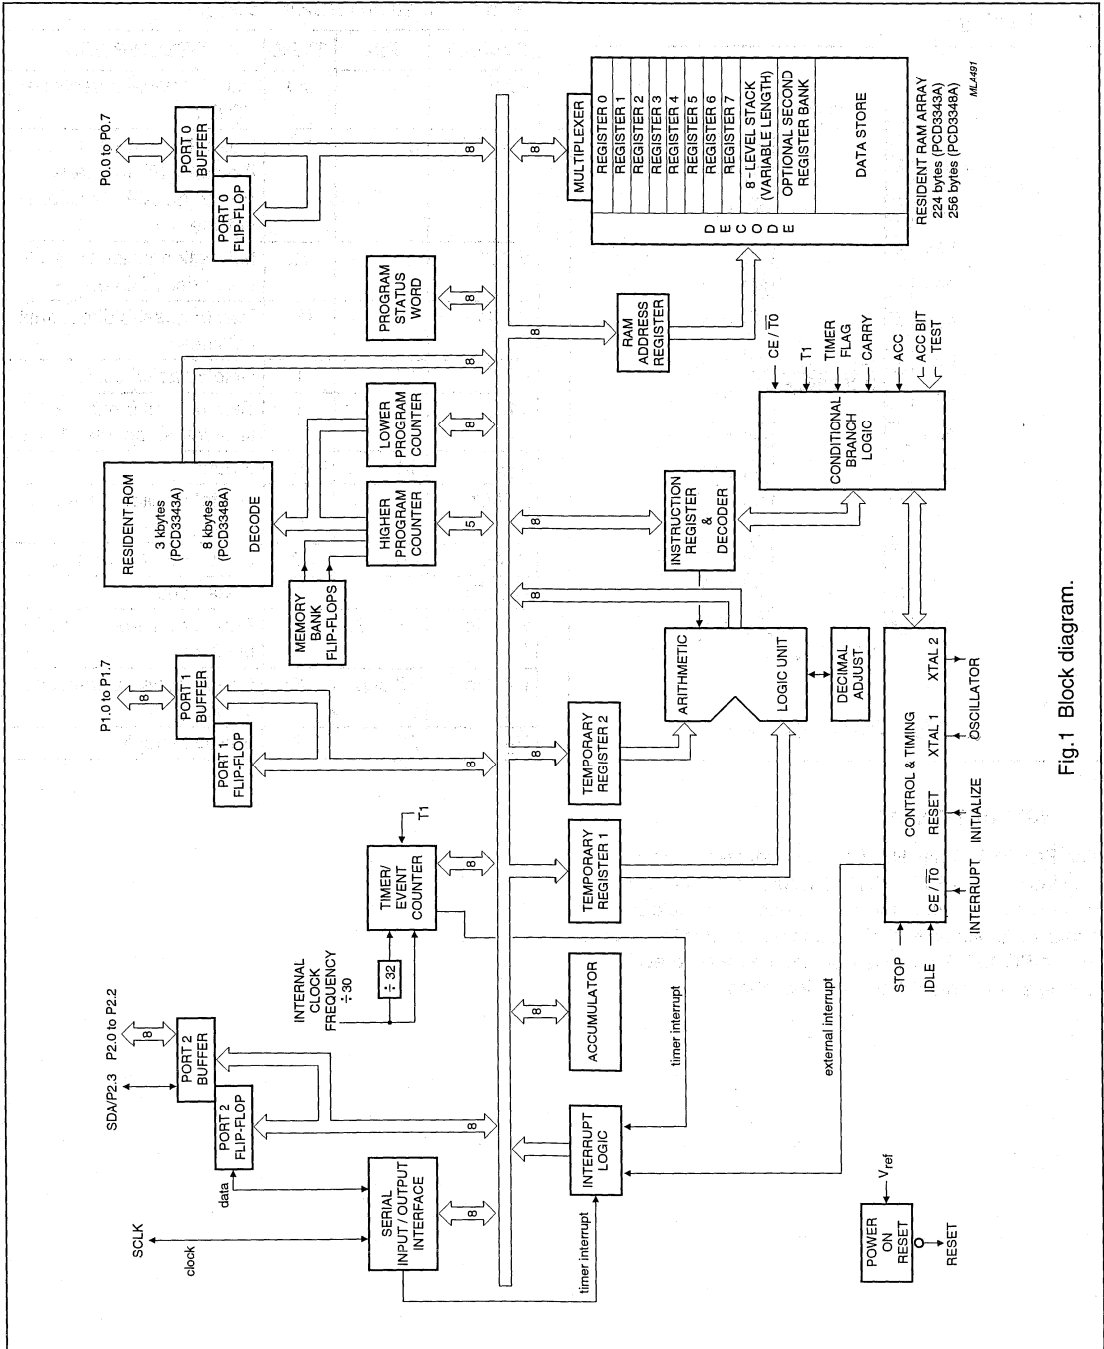 P0.0 to P0.7
PORT 0
BUFFER
PORT 0
FLIP-FLOP
8
P1.0 to P1.7
8
PORT 1
BUFFER
PORT 1
FLIP-FLOP
8
SDA/P2.3
P2.0 to P2.2
8
PORT 2
BUFFER
PORT 2
FLIP-FLOP
8
SCLK
clock
data
SERIAL
INPUT / OUTPUT
INTERFACE
8
INTERNAL
CLOCK
FREQUENCY
÷ 30
÷ 32
TIMER/
EVENT
COUNTER
T1
8
RESIDENT ROM
3 kbytes
(PCD3343A)
8 kbytes
(PCD3348A)
DECODE
MEMORY
BANK
FLIP-FLOPS
HIGHER
PROGRAM
COUNTER
5
LOWER
PROGRAM
COUNTER
8
8
PROGRAM
STATUS
WORD
8
timer interrupt
INTERRUPT
LOGIC
timer interrupt
external interrupt
8
ACCUMULATOR
TEMPORARY
REGISTER 1
8
TEMPORARY
REGISTER 2
8
ARITHMETIC
LOGIC UNIT
DECIMAL
ADJUST
8
INSTRUCTION
REGISTER
&
DECODER
8
RAM
ADDRESS
REGISTER
8
MULTIPLEXER
REGISTER 0
REGISTER 1
REGISTER 2
REGISTER 3
REGISTER 4
REGISTER 5
REGISTER 6
REGISTER 7
8 - LEVEL STACK
(VARIABLE LENGTH)
OPTIONAL SECOND
REGISTER BANK
DATA STORE
D
E
C
O
D
E
RESIDENT RAM ARRAY
224 bytes (PCD3343A)
256 bytes (PCD3348A)
MLA491
CONDITIONAL
BRANCH
LOGIC
CE / T0
T1
TIMER
FLAG
CARRY
ACC
ACC BIT
TEST
CONTROL & TIMING
CE / T0
RESET
XTAL 1
XTAL 2
STOP
IDLE
INTERRUPT
INITIALIZE
OSCILLATOR
POWER
ON
RESET
Vref
RESET
8
Fig.1 Block diagram.